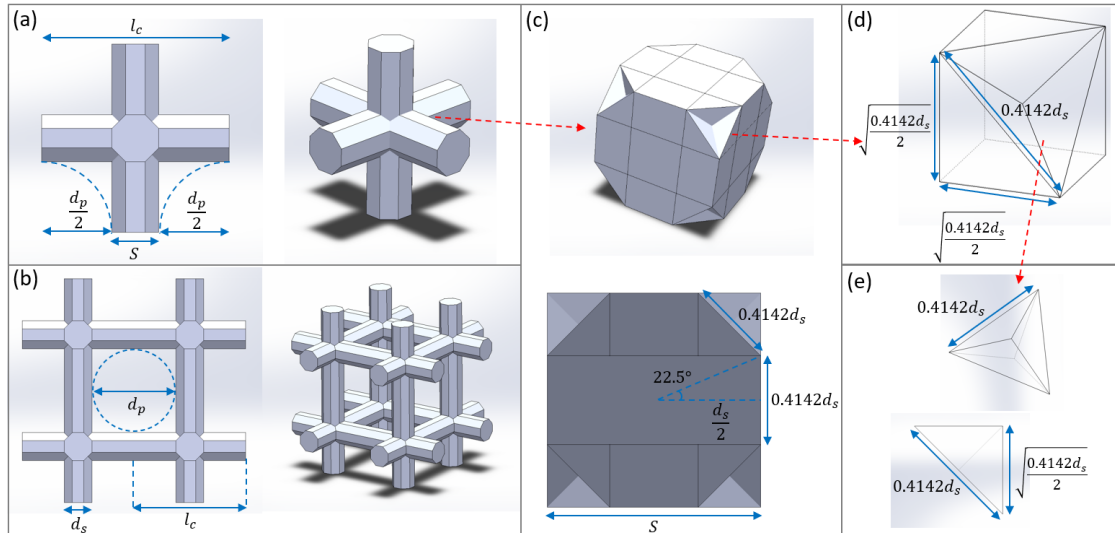 (a)
l_c
d_p/2
d_p/2
S
(b)
d_p
d_s
l_c
(c)
0.4142d_s
22.5°
d_s/2
0.4142d_s
S
(d)
0.4142d_s
√(0.4142d_s/2)
√(0.4142d_s/2)
(e)
0.4142d_s
0.4142d_s
√(0.4142d_s/2)